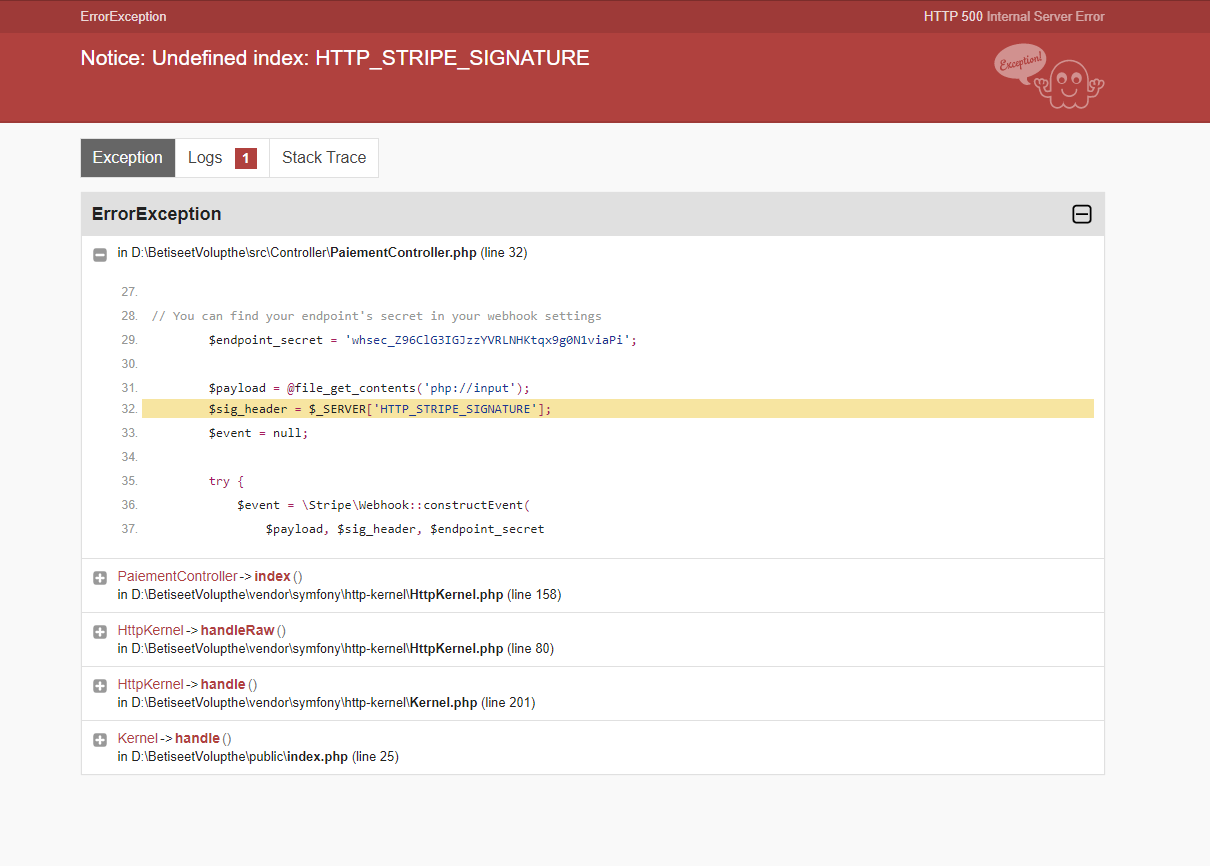 ErrorException
HTTP 500 Internal Server Error
Notice: Undefined index: HTTP_STRIPE_SIGNATURE
Exception!
Exception Logs 1 Stack Trace
ErrorException
in D:\BetiseetVolupthe\src\Controller\PaiementController.php (line 32)
27.
28. // You can find your endpoint's secret in your webhook settings
29. $endpoint_secret = 'whsec_Z96ClG3IGJzzYVRLNHKtqx9g0N1viaPi';
30.
31. $payload = @file_get_contents('php://input');
32. $sig_header = $_SERVER['HTTP_STRIPE_SIGNATURE'];
33. $event = null;
34.
35. try {
36. $event = \Stripe\Webhook::constructEvent(
37. $payload, $sig_header, $endpoint_secret
PaiementController->index()
in D:\BetiseetVolupthe\vendor\symfony\http-kernel\HttpKernel.php (line 158)
HttpKernel->handleRaw()
in D:\BetiseetVolupthe\vendor\symfony\http-kernel\HttpKernel.php (line 80)
HttpKernel->handle()
in D:\BetiseetVolupthe\vendor\symfony\http-kernel\Kernel.php (line 201)
Kernel->handle()
in D:\BetiseetVolupthe\public\index.php (line 25)